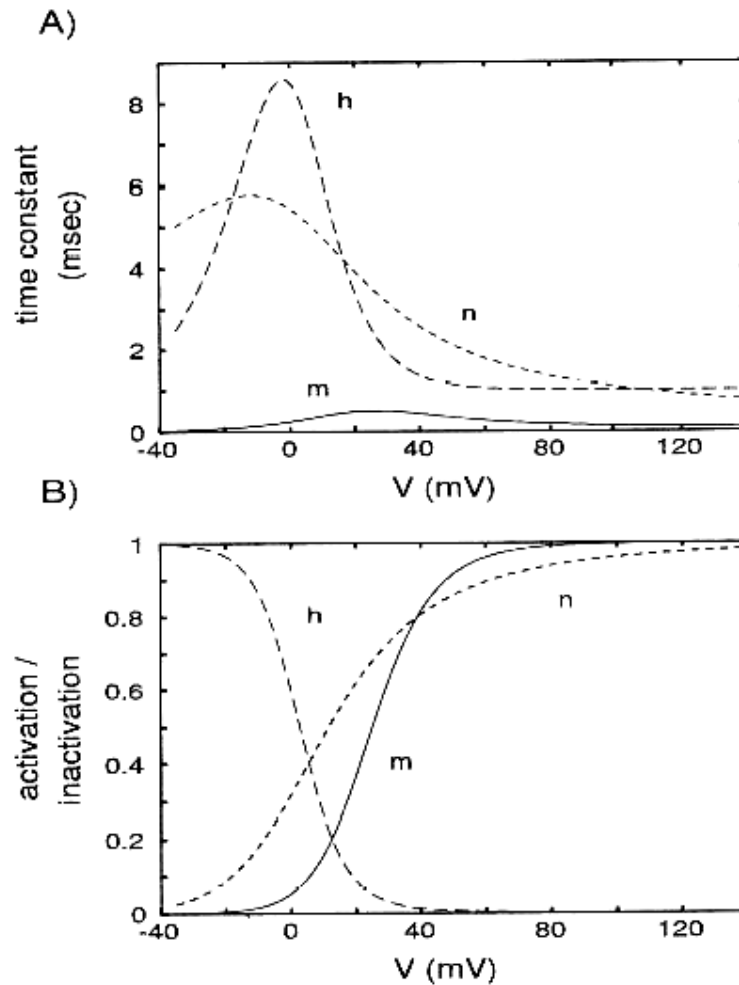 A)
8
6
4
2
0
time constant
(msec)
h
n
m
-40 0 40 80 120
V (mV)
B)
1
0.8
0.6
0.4
0.2
0
activation /
inactivation
h
n
m
-40 0 40 80 120
V (mV)